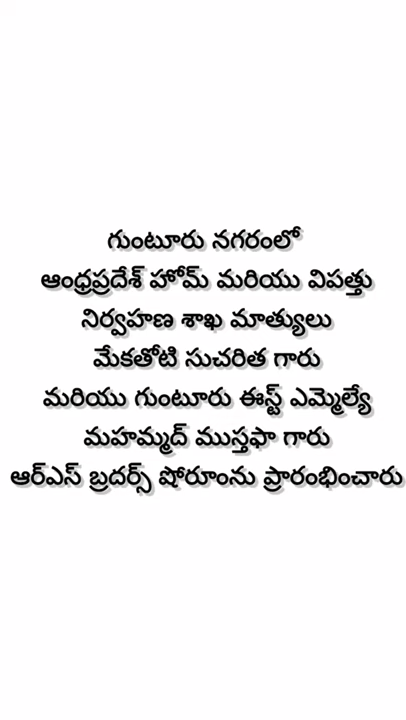 గుంటూరు నగరంలో
ఆంధ్రప్రదేశ్ హోమ్ మరియు విపత్తు
నిర్వహణ శాఖ మాత్యులు
మేకతోటి సుచరిత గారు
మరియు గుంటూరు ఈస్ట్ ఎమ్మెల్యే
మహమ్మద్ ముస్తఫా గారు
ఆర్ఎస్ బ్రదర్స్ షోరూంను ప్రారంభించారు